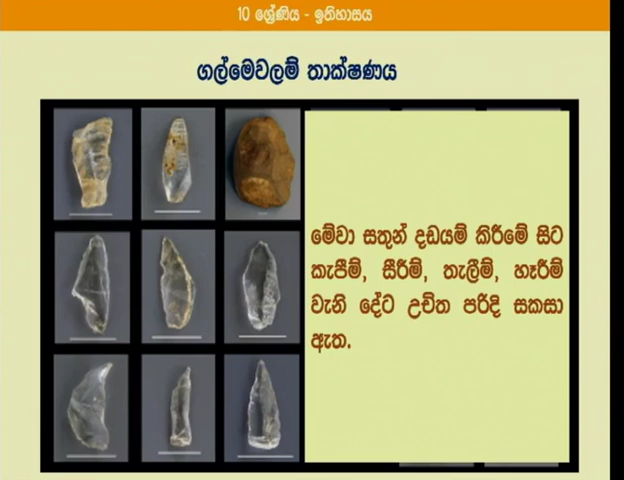 10 ශ්‍රේණිය - ඉතිහාසය
ගල්මෙවලම් තාක්ෂණය
මේවා සතුන් දඩයම් කිරීමේ සිට
කැපීම්, සීරීම්, තැලීම්, හෑරීම්
වැනි දේට උචිත පරිදි සකසා
ඇත.